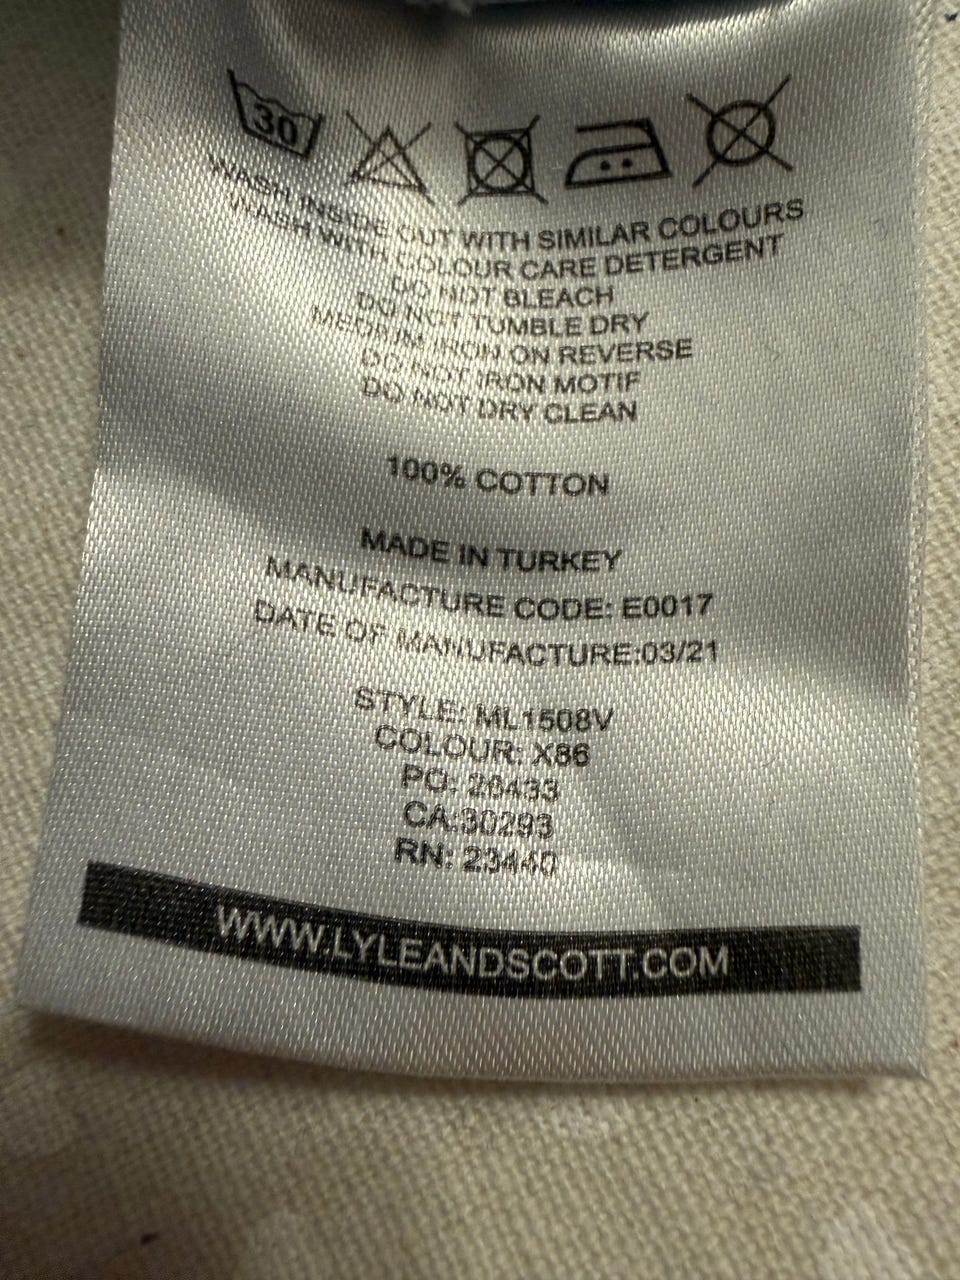 30
WASH INSIDE OUT WITH SIMILAR COLOURS
WASH WITH COLOUR CARE DETERGENT
DO NOT BLEACH
DO NOT TUMBLE DRY
MEDIUM IRON ON REVERSE
DO NOT IRON MOTIF
DO NOT DRY CLEAN
100% COTTON
MADE IN TURKEY
MANUFACTURE CODE: E0017
DATE OF MANUFACTURE:03/21
STYLE: ML1508V
COLOUR: X86
PO: 26433
CA:30293
RN: 23440
WWW.LYLEANDSCOTT.COM